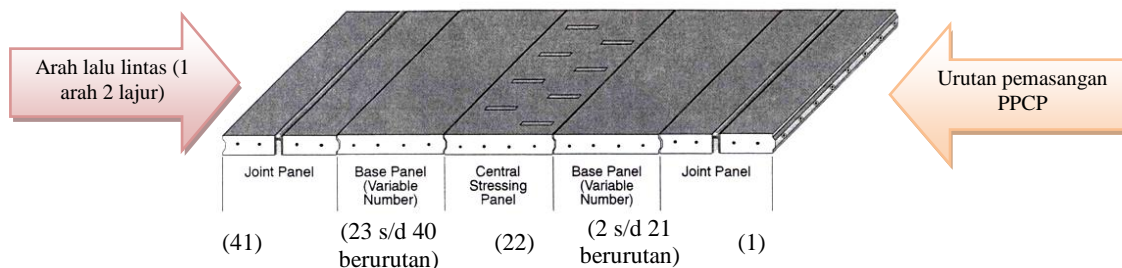 Arah lalu lintas (1
arah 2 lajur)
Urutan pemasangan
PPCP
Joint Panel
Base Panel
(Variable
Number)
Central
Stressing
Panel
Base Panel
(Variable
Number)
Joint Panel
(41)
(23 s/d 40
berurutan)
(22)
(2 s/d 21
berurutan)
(1)